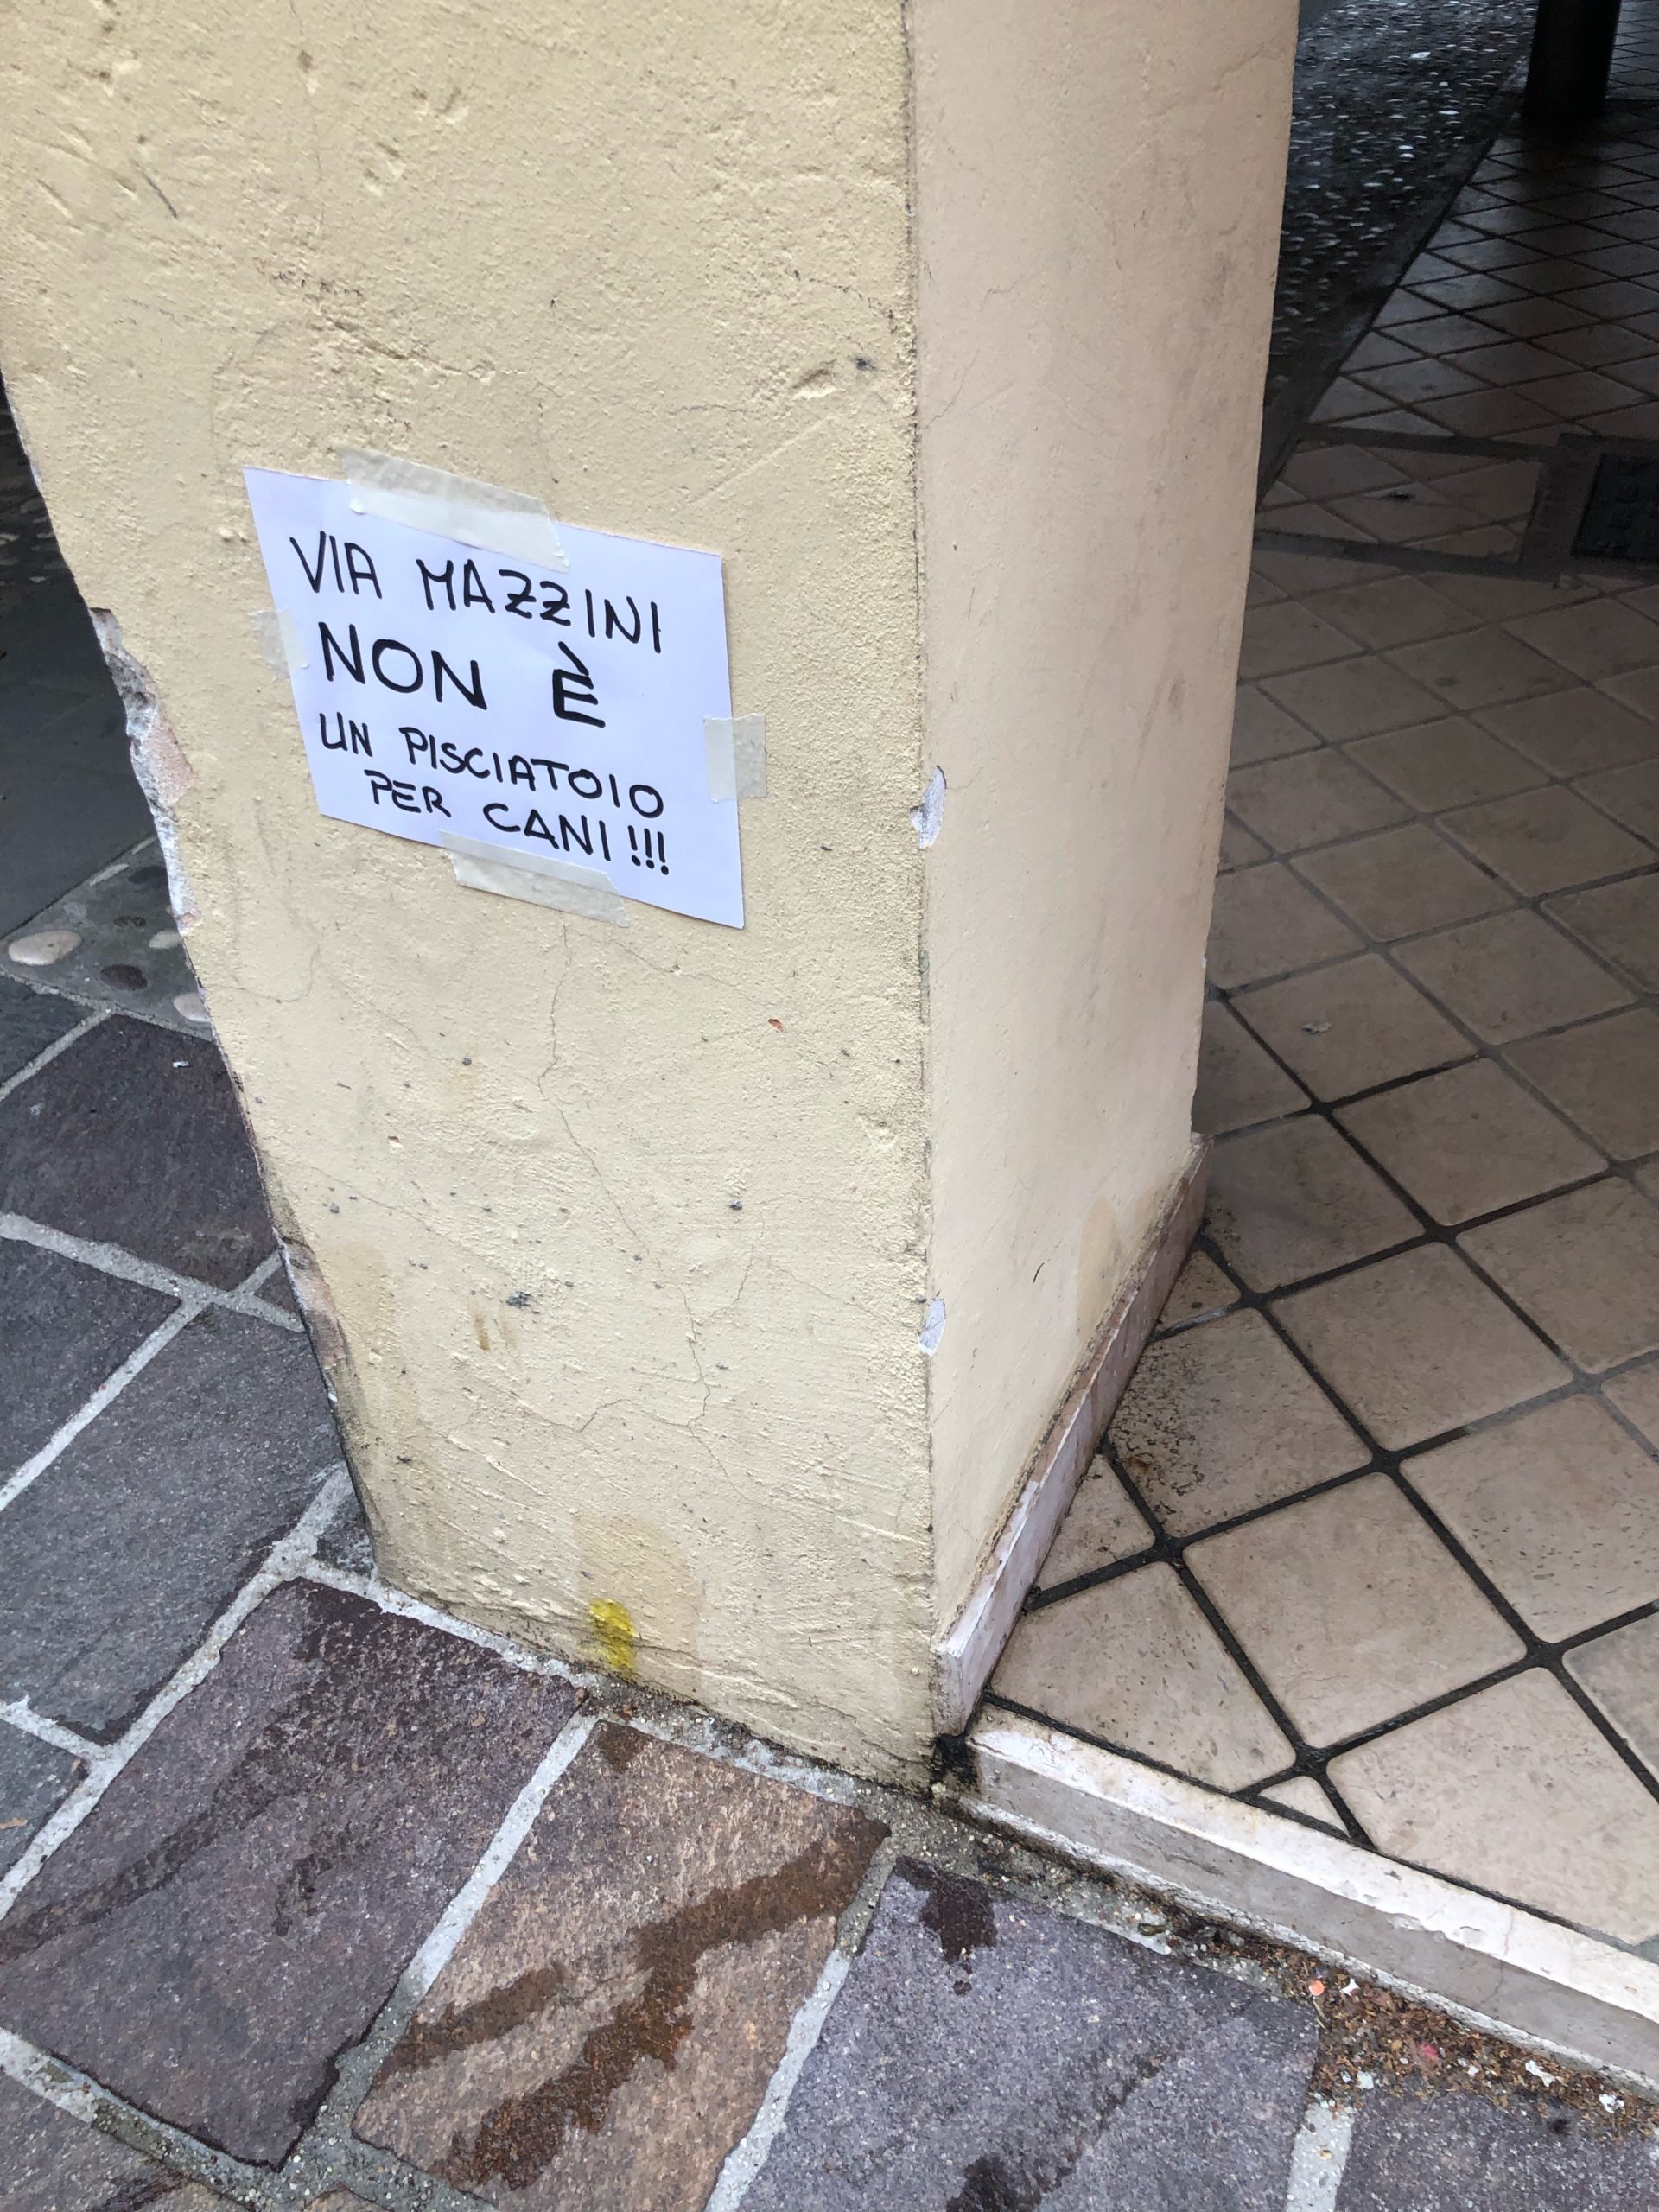 VIA MAZZINI
NON È
UN PISCIATOIO
PER CANI!!!